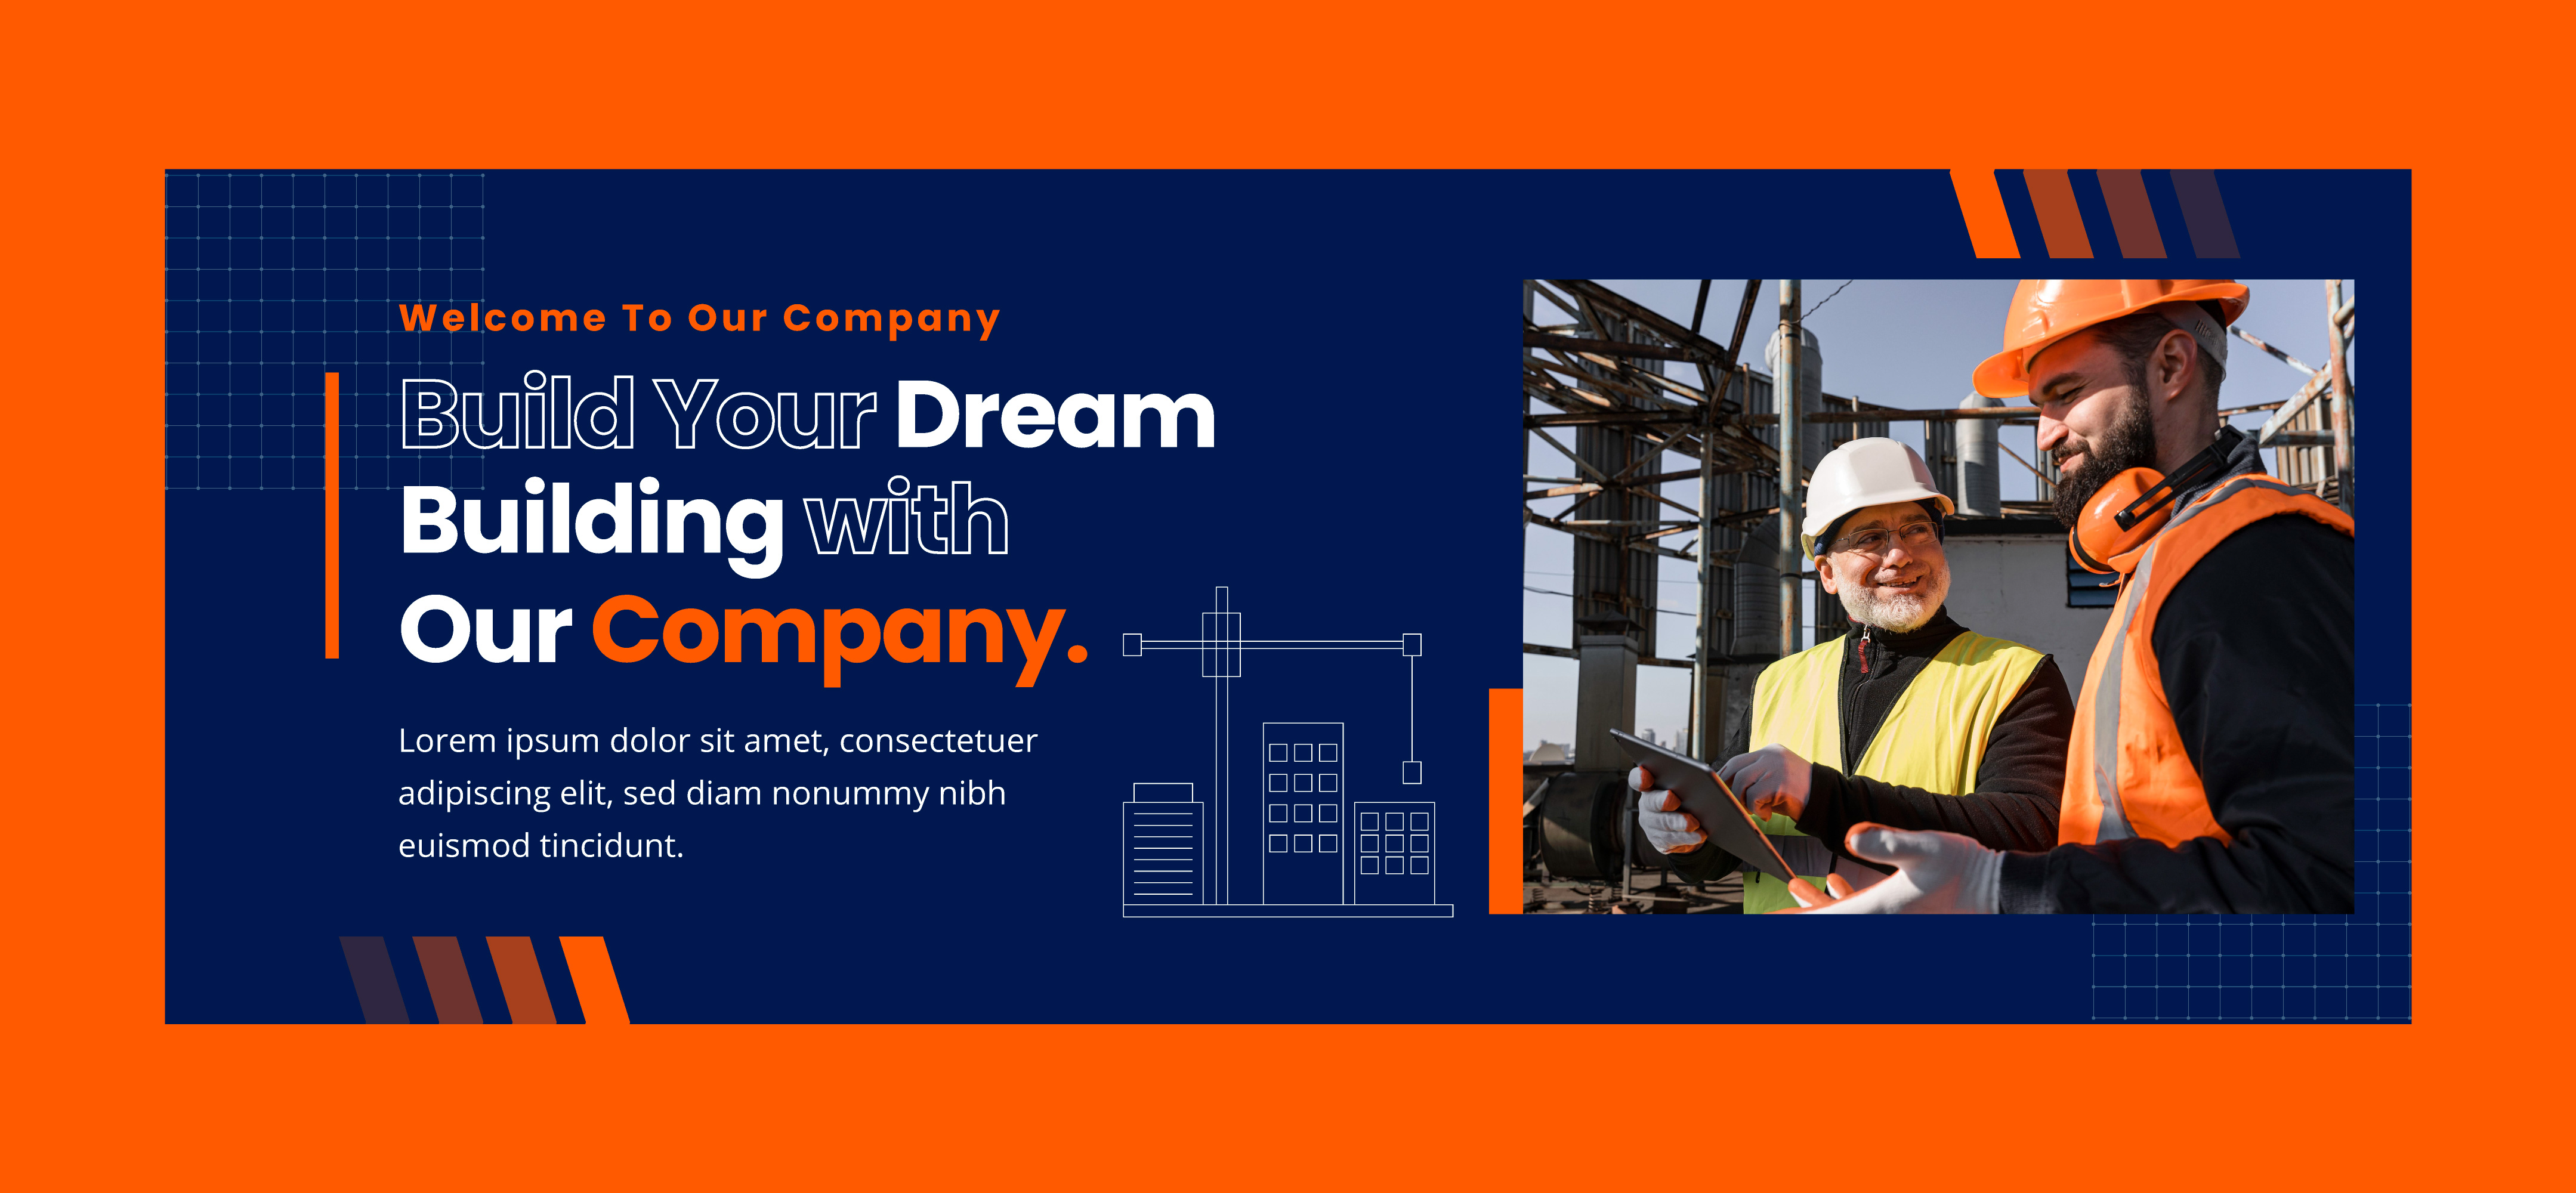 Welcome To Our Company
Build Your Dream
Building with
Our Company.
Lorem ipsum dolor sit amet, consectetuer
adipiscing elit, sed diam nonummy nibh
euismod tincidunt.